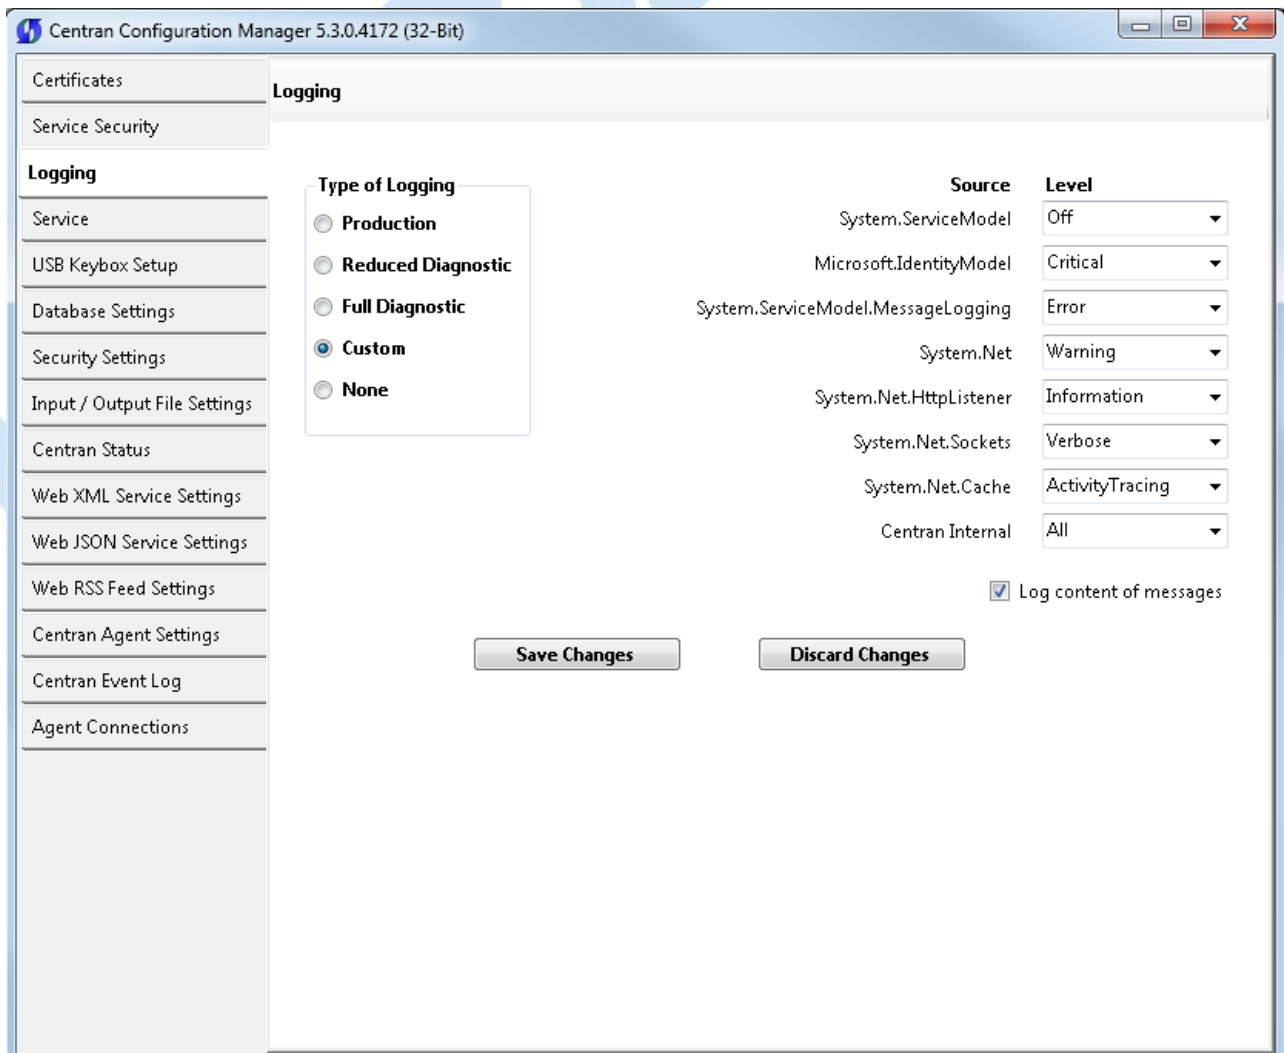 Centran Configuration Manager 5.3.0.4172 (32-Bit)
Certificates
Service Security
Logging
Service
USB Keybox Setup
Database Settings
Security Settings
Input / Output File Settings
Centran Status
Web XML Service Settings
Web JSON Service Settings
Web RSS Feed Settings
Centran Agent Settings
Centran Event Log
Agent Connections
Logging
Type of Logging
Production
Reduced Diagnostic
Full Diagnostic
Custom
None
Source Level
System.ServiceModel Off
Microsoft.IdentityModel Critical
System.ServiceModel.MessageLogging Error
System.Net Warning
System.Net.HttpListener Information
System.Net.Sockets Verbose
System.Net.Cache ActivityTracing
Centran Internal All
Log content of messages
Save Changes Discard Changes